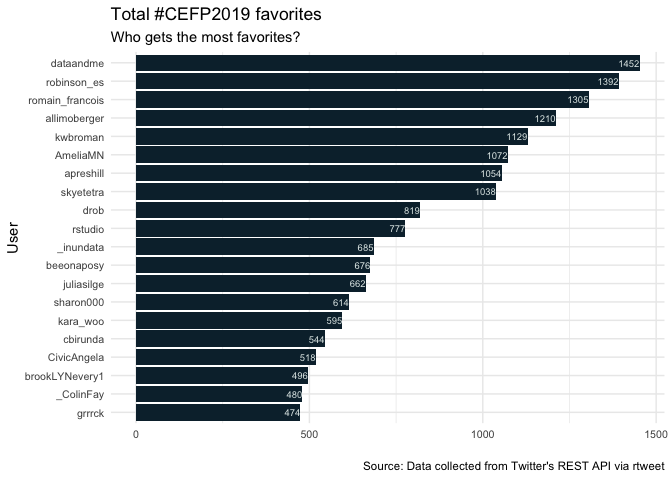 Total #CEFP2019 favorites
Who gets the most favorites?
User
dataandme 1452
robinson_es 1392
romain_francois 1305
allimoberger 1210
kwbroman 1129
AmeliaMN 1072
apreshill 1054
skyetetra 1038
drob 819
rstudio 777
_inundata 685
beeonaposy 676
juliasilge 662
sharon000 614
kara_woo 595
cbirunda 544
CivicAngela 518
brookLYNevery1 496
_ColinFay 480
grrrck 474
0 500 1000 1500
Source: Data collected from Twitter's REST API via rtweet